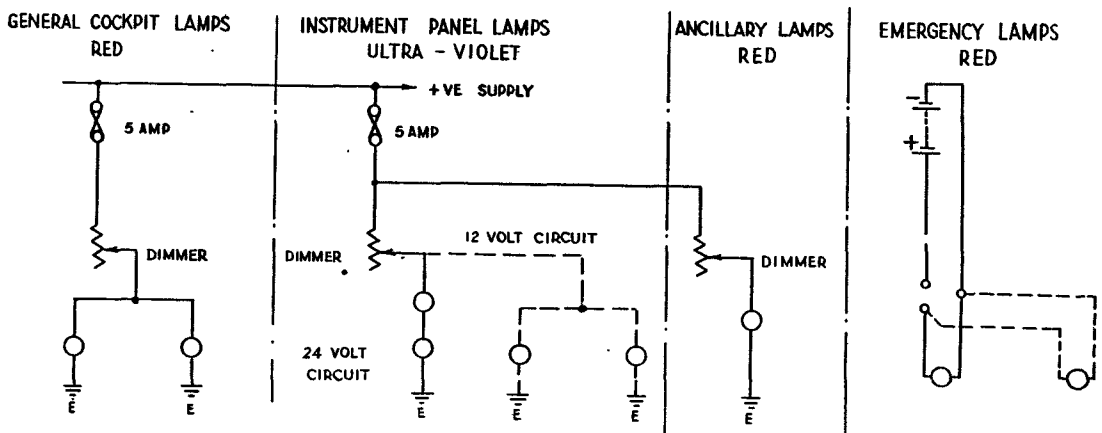 GENERAL COCKPIT LAMPS
RED
INSTRUMENT PANEL LAMPS
ULTRA - VIOLET
ANCILLARY LAMPS
RED
EMERGENCY LAMPS
RED
+VE SUPPLY
5 AMP
5 AMP
-
+
DIMMER
DIMMER
12 VOLT CIRCUIT
DIMMER
24 VOLT
CIRCUIT
E
E
E
E
E
E